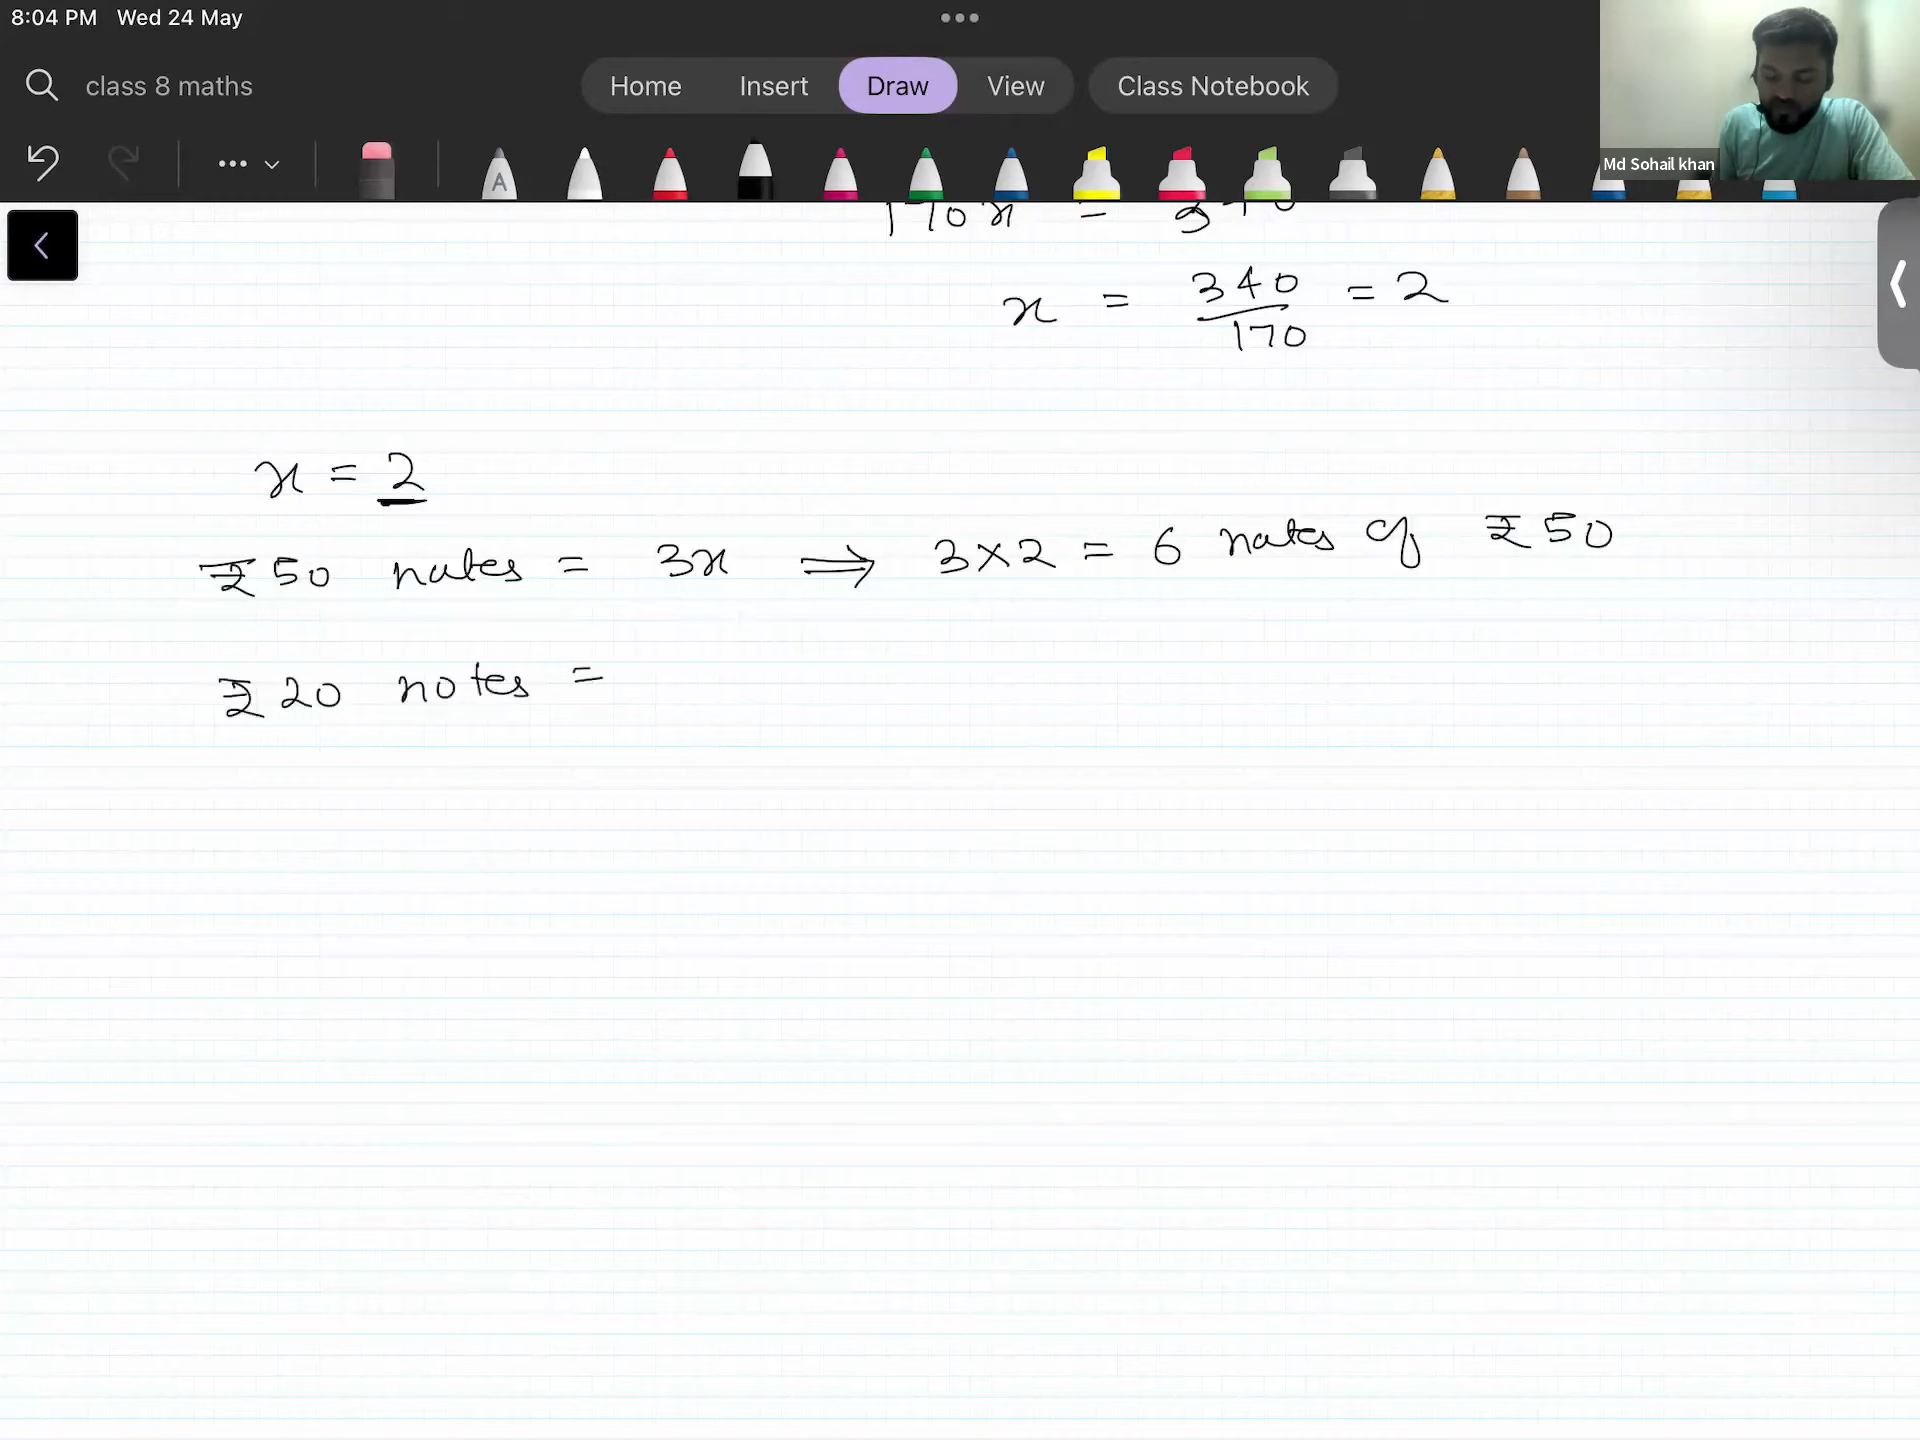 8:04 PM Wed 24 May
class 8 maths
Home Insert Draw View Class Notebook
A
Md Sohail khan
170x =
x = 340/170 = 2
x = 2
₹50 notes = 3x ⟹ 3×2 = 6 notes of ₹50
₹20 notes =